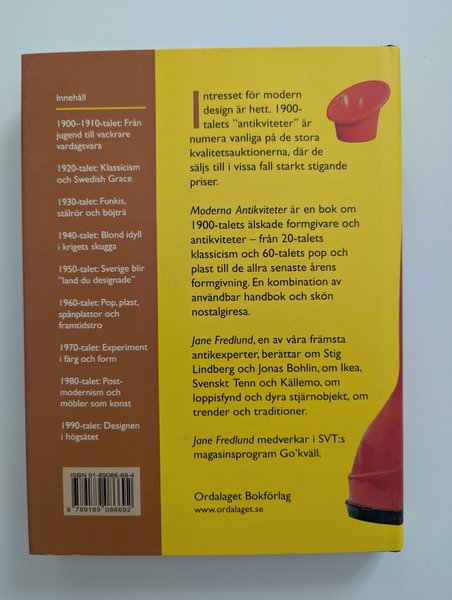 Innehåll
1900–1910-talet: Från
jugend till vackrare
vardagsvara
1920-talet: Klassicism
och Swedish Grace
1930-talet: Funkis,
stålrör och böjträ
1940-talet: Blond idyll
i krigets skugga
1950-talet: Sverige blir
”land du designade”
1960-talet: Pop, plast,
spånplattor och
framtidstro
1970-talet: Experiment
i färg och form
1980-talet: Post-
modernism och
möbler som konst
1990-talet: Designen
i högsätet
ISBN 91-89086-69-4
9 789189 086692
Intresset för modern
design är hett. 1900-
talets ”antikviteter” är
numera vanliga på de stora
kvalitetsauktionerna, där de
säljs till i vissa fall starkt stigande
priser.
Moderna Antikviteter är en bok om
1900-talets älskade formgivare och
antikviteter – från 20-talets
klassicism och 60-talets pop och
plast till de allra senaste årens
formgivning. En kombination av
användbar handbok och skön
nostalgiresa.
Jane Fredlund, en av våra främsta
antikexperter, berättar om Stig
Lindberg och Jonas Bohlin, om Ikea,
Svenskt Tenn och Källemo, om
loppisfynd och dyra stjärnobjekt, om
trender och traditioner.
Jane Fredlund medverkar i SVT:s
magasinsprogram Go’kväll.
Ordalaget Bokförlag
www.ordalaget.se